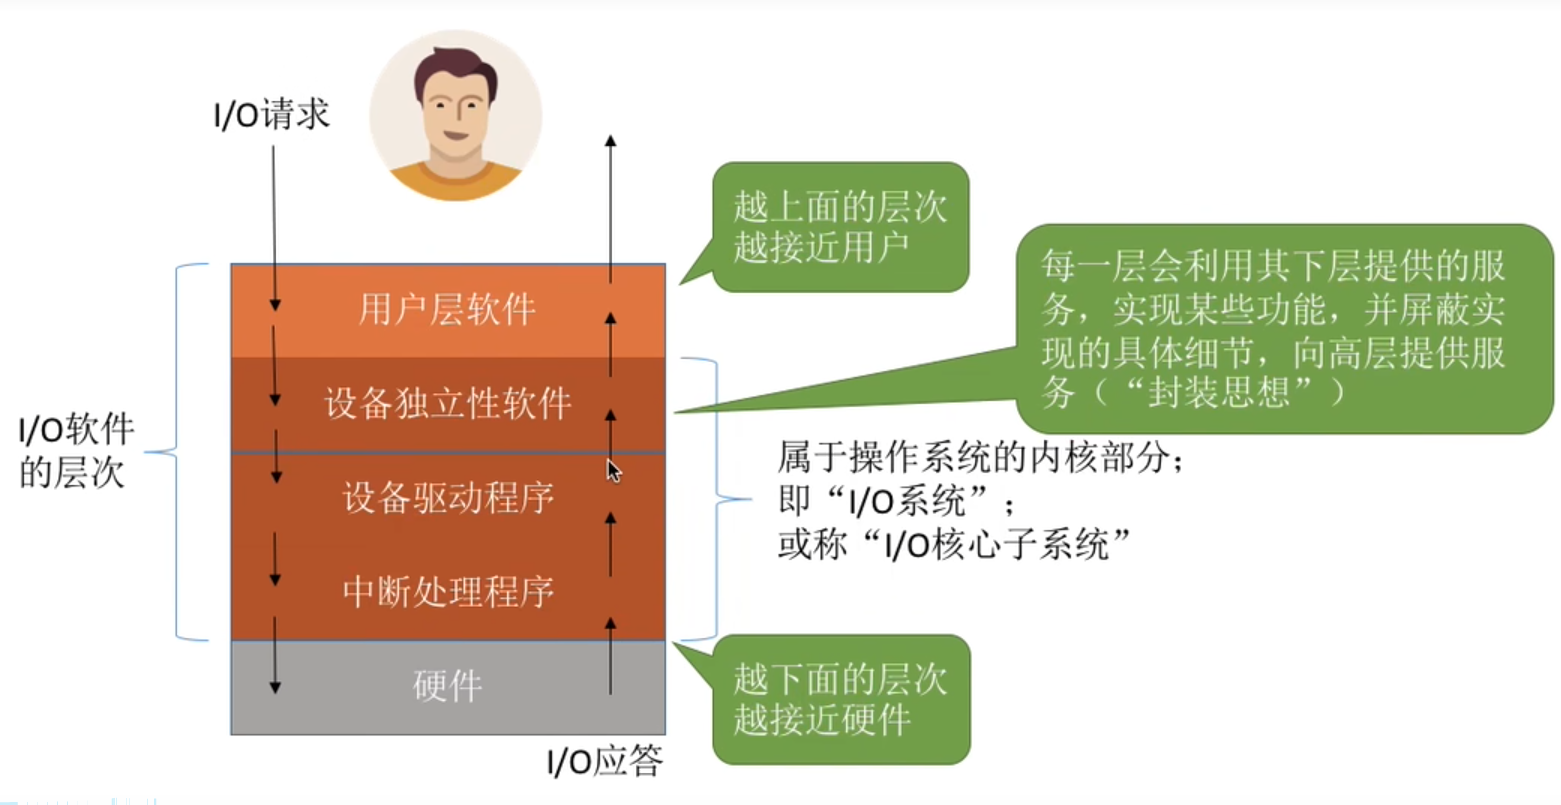 I/O请求
越上面的层次
越接近用户
每一层会利用其下层提供的服
务，实现某些功能，并屏蔽实
现的具体细节，向高层提供服
务（“封装思想”）
用户层软件
设备独立性软件
I/O软件
的层次
属于操作系统的内核部分；
即“I/O系统”；
或称“I/O核心子系统”
设备驱动程序
中断处理程序
硬件
越下面的层次
越接近硬件
I/O应答